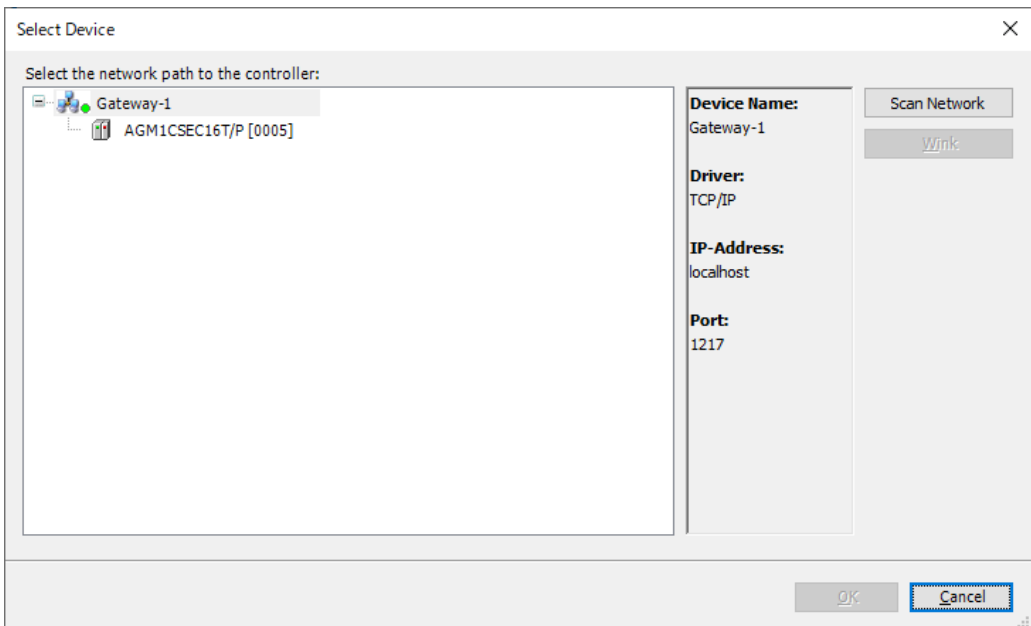 Select Device
Select the network path to the controller:
Gateway-1
AGM1CSEC16T/P [0005]
Device Name:
Gateway-1
Driver:
TCP/IP
IP-Address:
localhost
Port:
1217
Scan Network
Wink
OK
Cancel